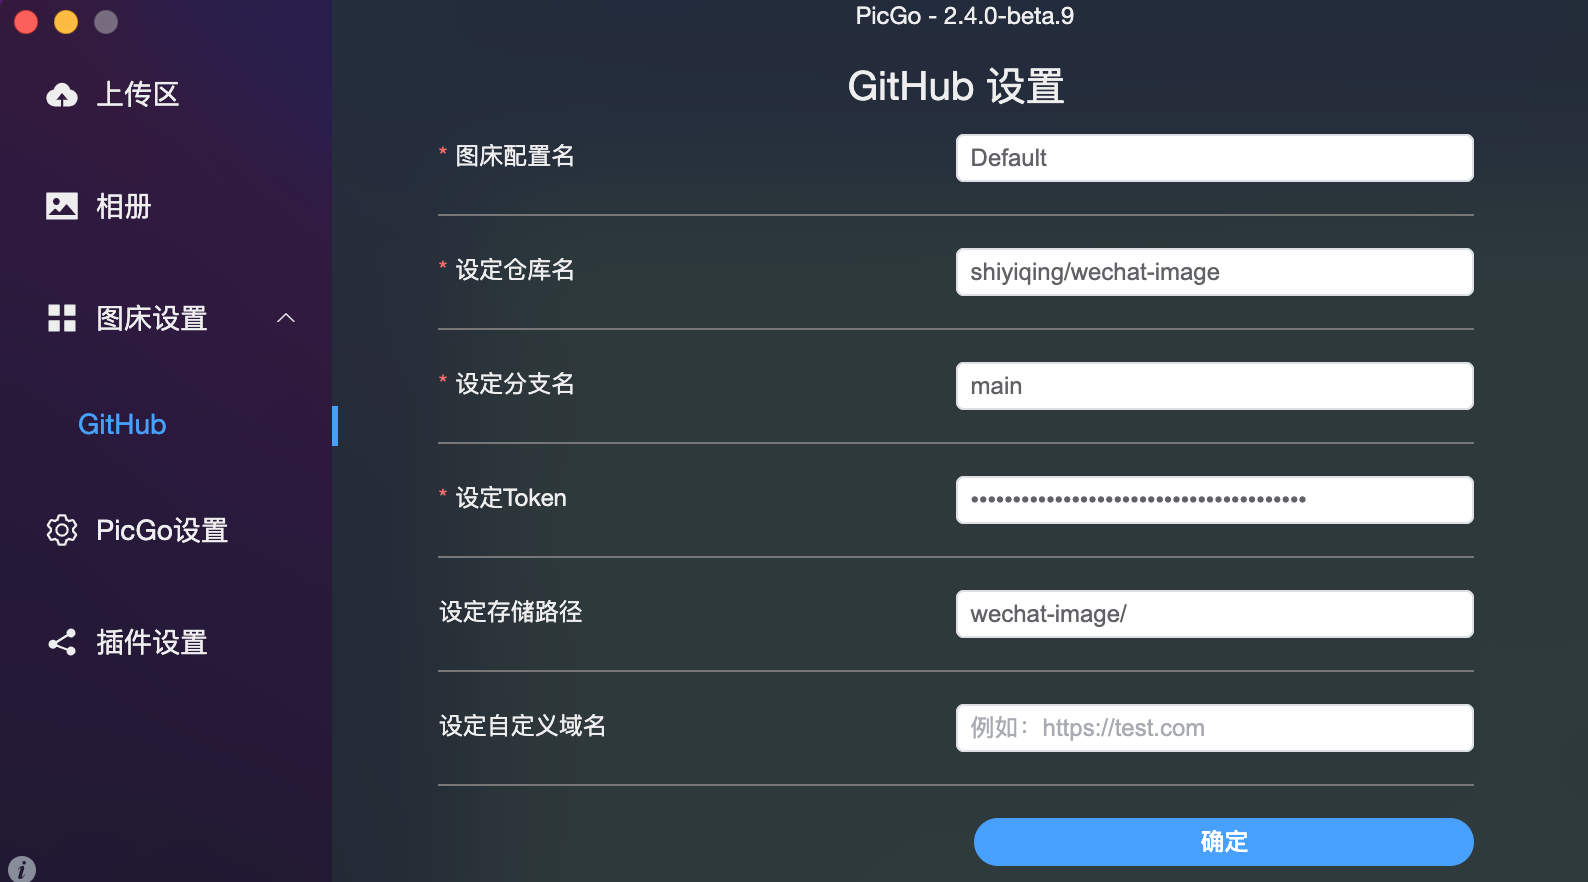 PicGo - 2.4.0-beta.9
上传区
相册
图床设置
GitHub
PicGo设置
插件设置
GitHub 设置
* 图床配置名
Default
* 设定仓库名
shiyiqing/wechat-image
* 设定分支名
main
* 设定Token
••••••••••••••••••••••••••••••••••••••••
设定存储路径
wechat-image/
设定自定义域名
例如：https://test.com
确定
i